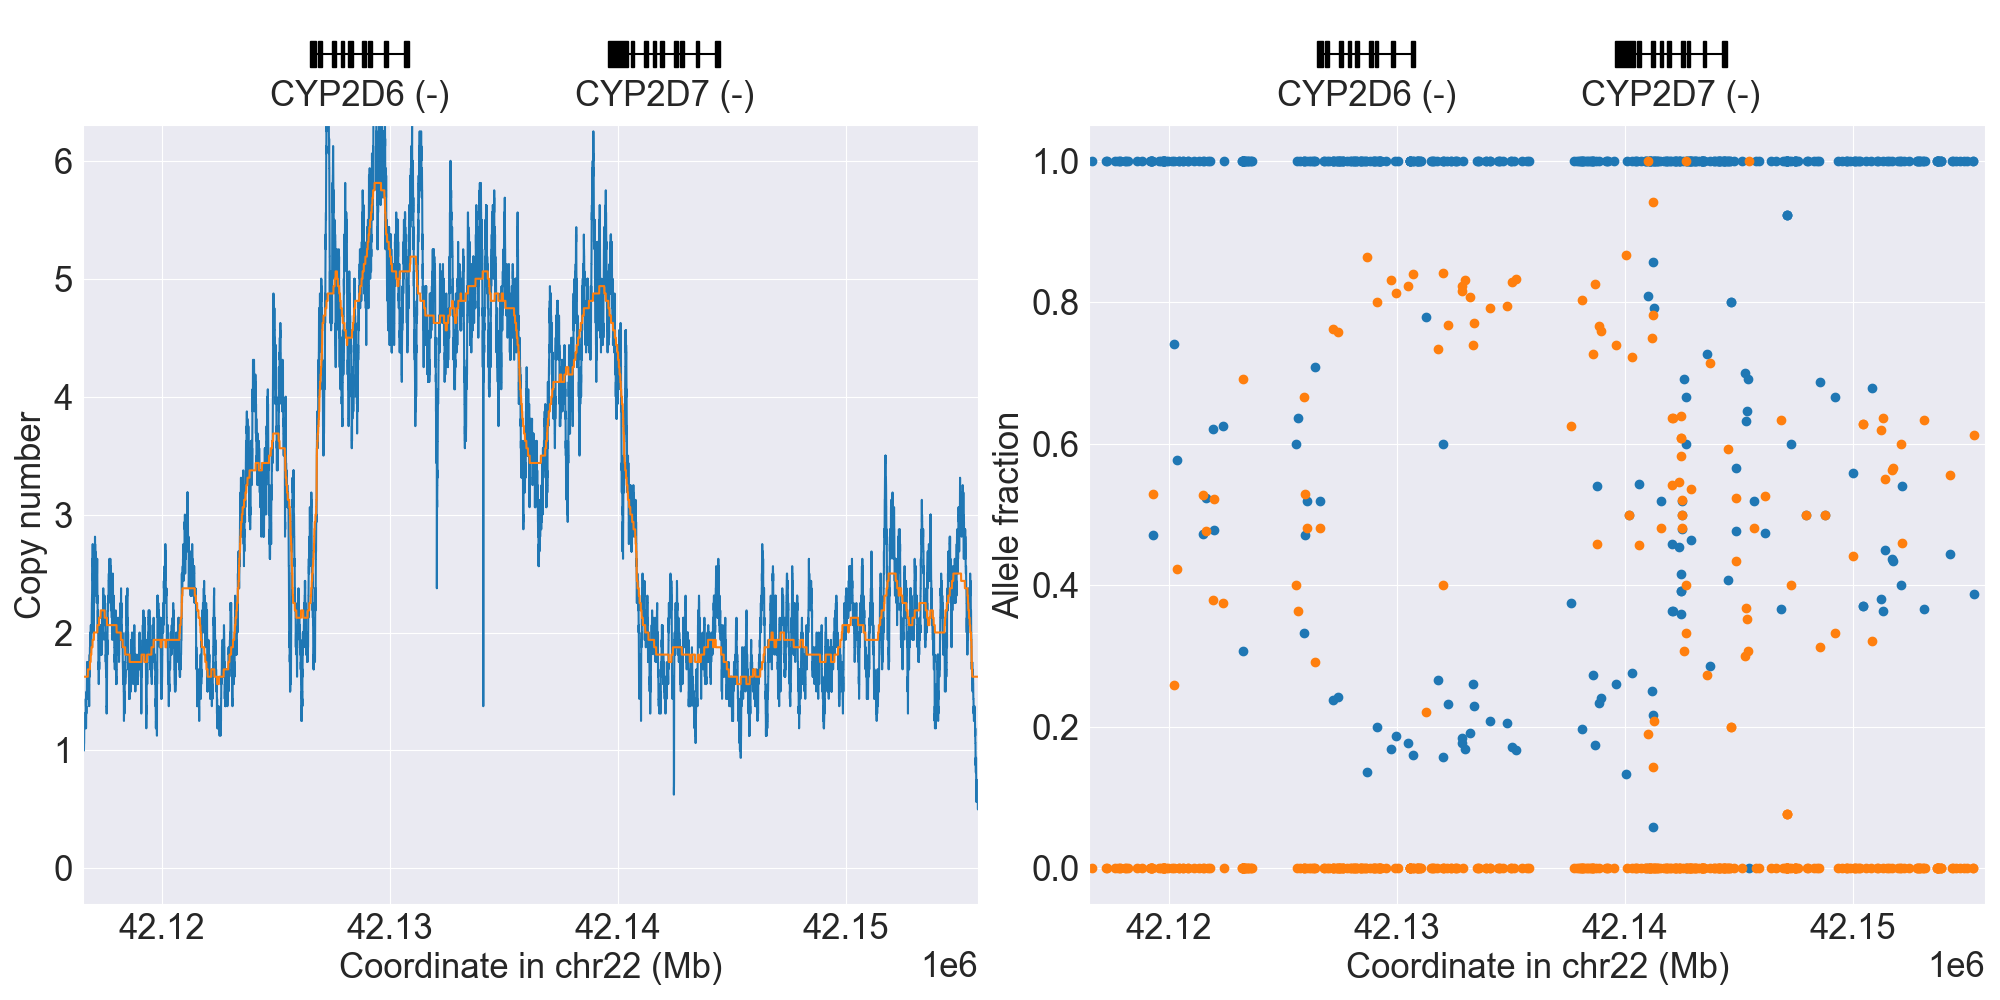 CYP2D6 (-) CYP2D7 (-)
6
5
4
3
2
1
0
Copy number
42.12 42.13 42.14 42.15
Coordinate in chr22 (Mb) 1e6
CYP2D6 (-) CYP2D7 (-)
1.0
0.8
0.6
0.4
0.2
0.0
Allele fraction
42.12 42.13 42.14 42.15
Coordinate in chr22 (Mb) 1e6